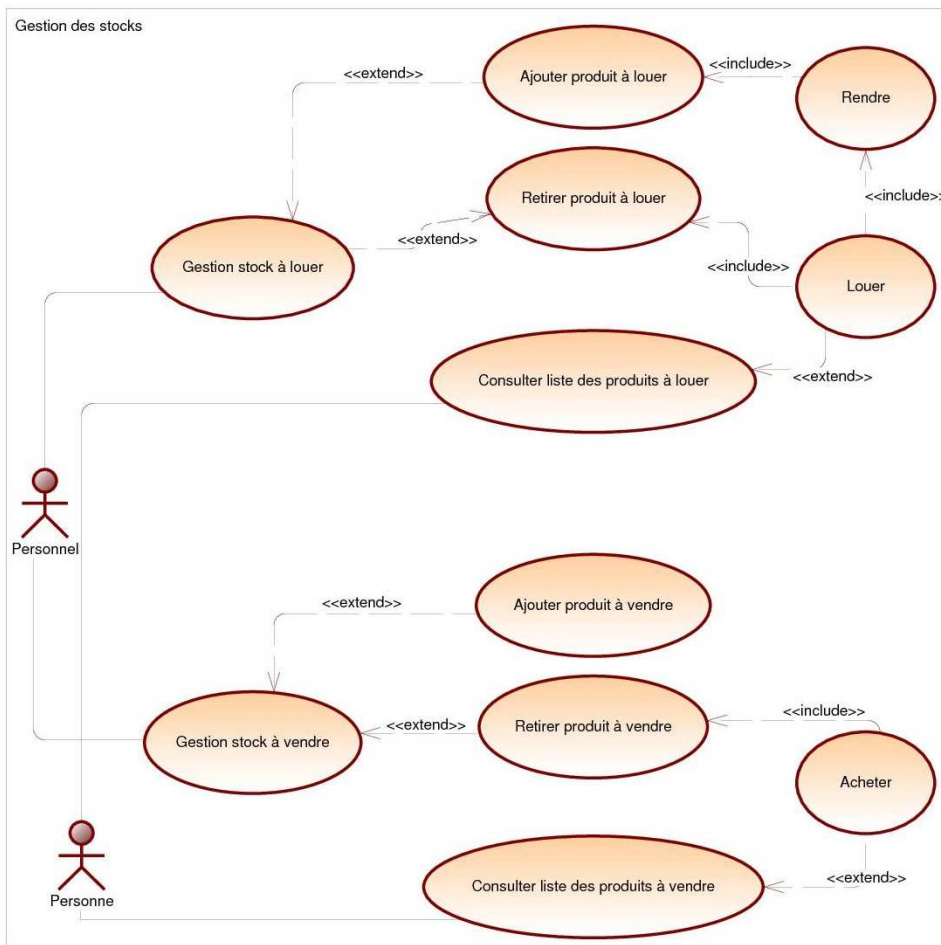 Gestion des stocks
<<extend>>
Ajouter produit à louer
<<include>>
Rendre
<<include>>
Retirer produit à louer
<<extend>>
Gestion stock à louer
<<include>>
Louer
Consulter liste des produits à louer
<<extend>>
Personnel
<<extend>>
Ajouter produit à vendre
<<include>>
Gestion stock à vendre
<<extend>>
Retirer produit à vendre
Acheter
Personne
Consulter liste des produits à vendre
<<extend>>